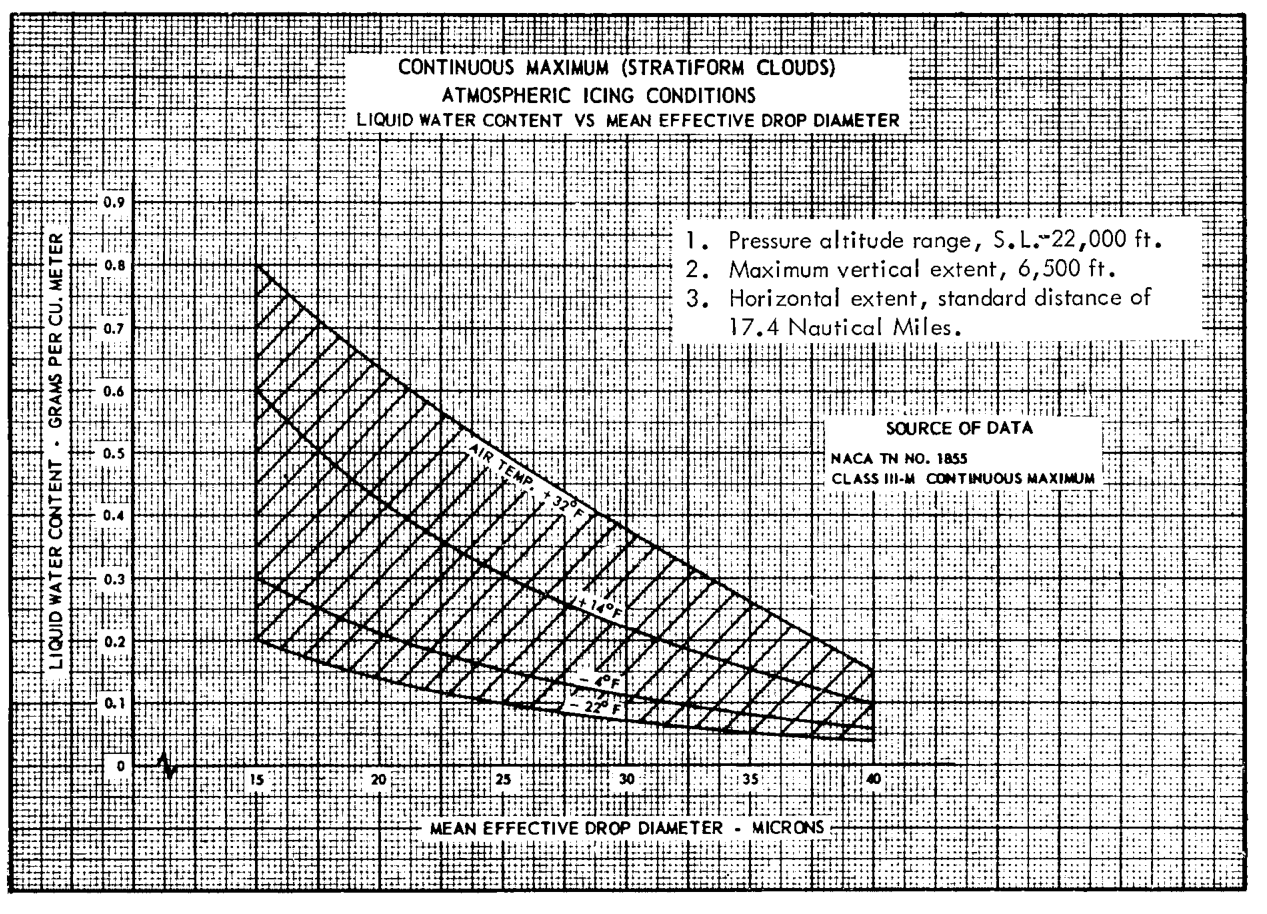 CONTINUOUS MAXIMUM (STRATIFORM CLOUDS)
ATMOSPHERIC ICING CONDITIONS
LIQUID WATER CONTENT VS MEAN EFFECTIVE DROP DIAMETER
1. Pressure altitude range, S.L.-22,000 ft.
2. Maximum vertical extent, 6,500 ft.
3. Horizontal extent, standard distance of
17.4 Nautical Miles.
SOURCE OF DATA
NACA TN NO. 1855
CLASS III-M CONTINUOUS MAXIMUM
LIQUID WATER CONTENT - GRAMS PER CU. METER
0.9
0.8
0.7
0.6
0.5
0.4
0.3
0.2
0.1
0
AIR TEMP. +32°F
+14°F
- 4°F
- 22°F
15 20 25 30 35 40
MEAN EFFECTIVE DROP DIAMETER - MICRONS